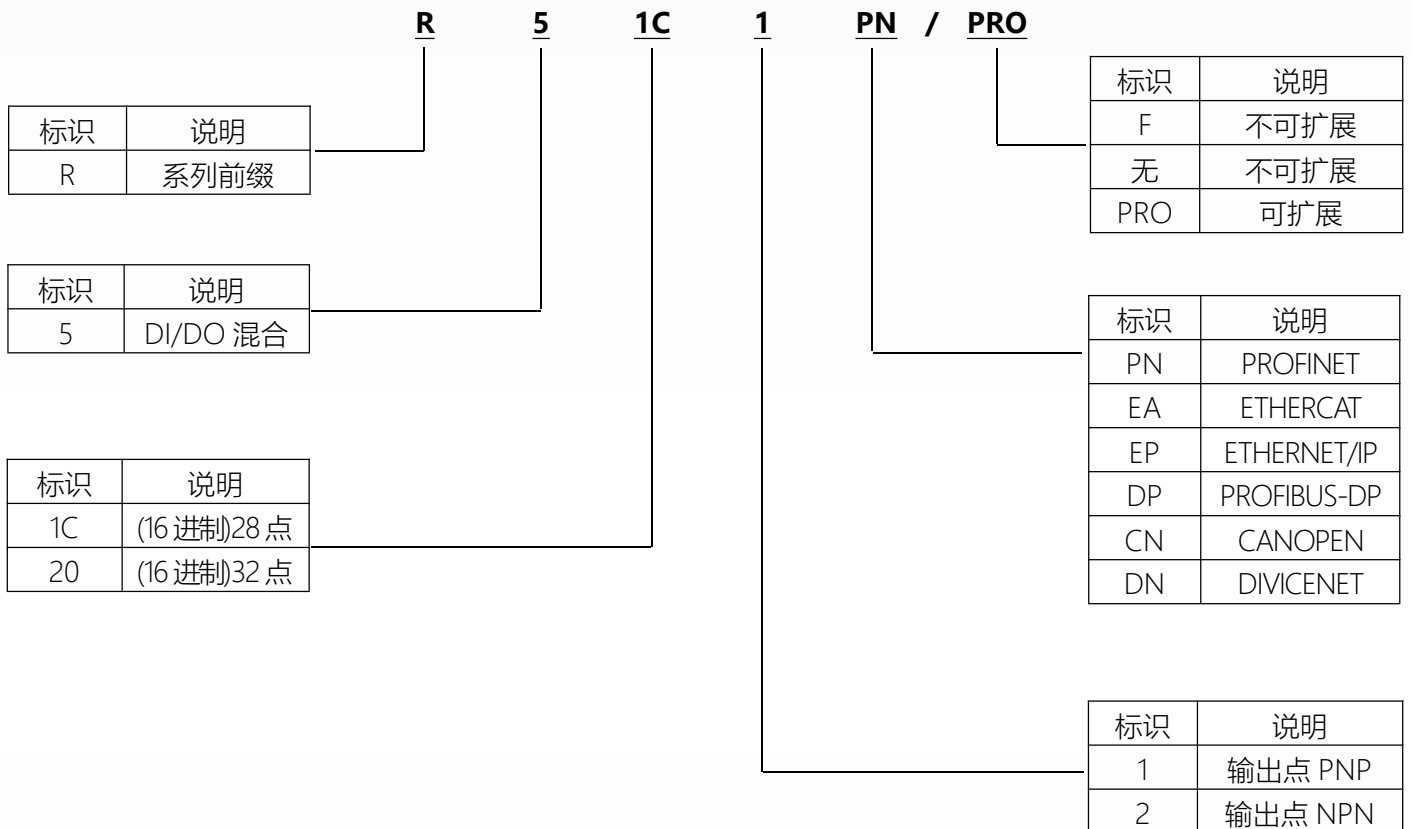 R 5 1C 1 PN / PRO
标识 说明
R 系列前缀
标识 说明
5 DI/DO 混合
标识 说明
1C (16 进制)28 点
20 (16 进制)32 点
标识 说明
F 不可扩展
无 不可扩展
PRO 可扩展
标识 说明
PN PROFINET
EA ETHERCAT
EP ETHERNET/IP
DP PROFIBUS-DP
CN CANOPEN
DN DIVICENET
标识 说明
1 输出点 PNP
2 输出点 NPN